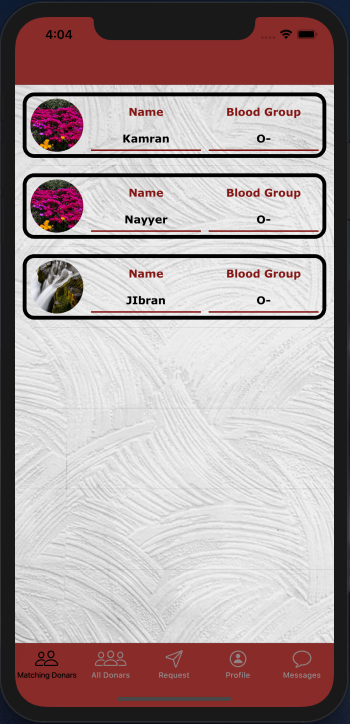 4:04
Name Blood Group
Kamran O-
Name Blood Group
Nayyer O-
Name Blood Group
JIbran O-
Matching Donars All Donars Request Profile Messages